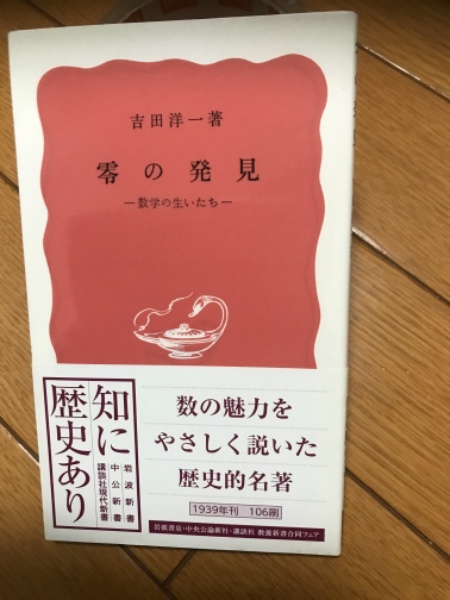 吉田洋一著
零の発見
―数学の生いたち―
知に
歴史あり
岩波新書
中公新書
講談社現代新書
数の魅力を
やさしく説いた
歴史的名著
1939年刊 106刷
岩波書店・中央公論新社・講談社 教養新書合同フェア